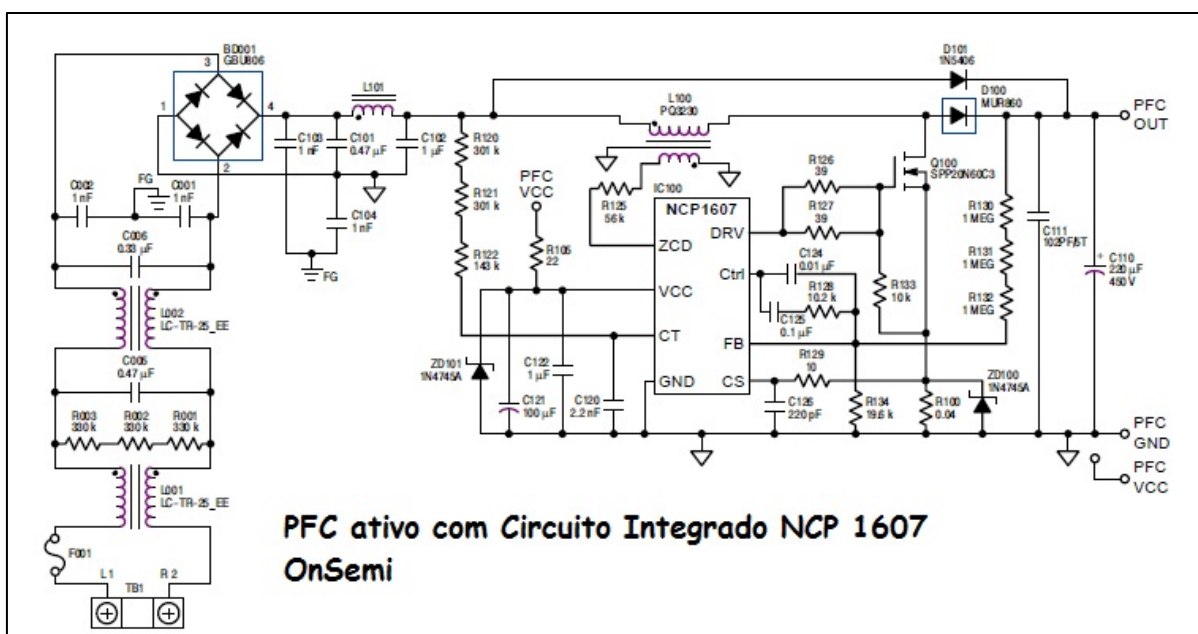 BD001
GBU806
3
1
4
2
L101
C103
1 nF
C101
0.47 µF
C102
1 µF
C104
1 nF
FG
C002
1 nF
FG
C001
1 nF
C006
0.33 µF
L002
LC-TR-25_EE
C005
0.47 µF
R003
330 k
R002
330 k
R001
330 k
L001
LC-TR-25_EE
F001
L 1
R 2
TB1
R120
301 k
R121
301 k
R122
143 k
PFC
VCC
R105
22
R125
56 k
L100
PQ3230
D101
1N5406
D100
MUR860
PFC
OUT
IC100
NCP1607
ZCD
VCC
CT
GND
DRV
Ctrl
FB
CS
R126
39
R127
39
Q100
SPP20N60C3
C124
0.01 µF
R128
10.2 k
C125
0.1 µF
R133
10 k
R130
1 MEG
R131
1 MEG
R132
1 MEG
C111
102PF/ST
+
C110
220 µF
450 V
ZD101
1N4745A
C121
100 µF
C122
1 µF
C120
2.2 nF
R129
10
C126
220 pF
R134
19.6 k
R100
0.04
ZD100
1N4745A
PFC
GND
PFC
VCC
PFC ativo com Circuito Integrado NCP 1607
OnSemi